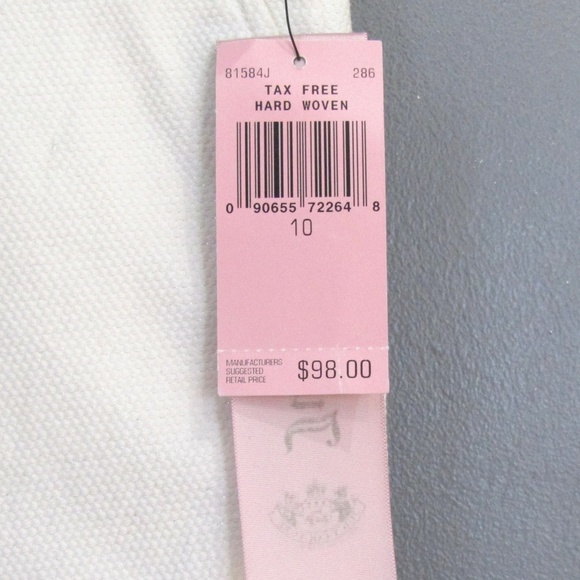 81584J 286
TAX FREE
HARD WOVEN
0 90655 72264 8
10
MANUFACTURERS
SUGGESTED
RETAIL PRICE
$98.00